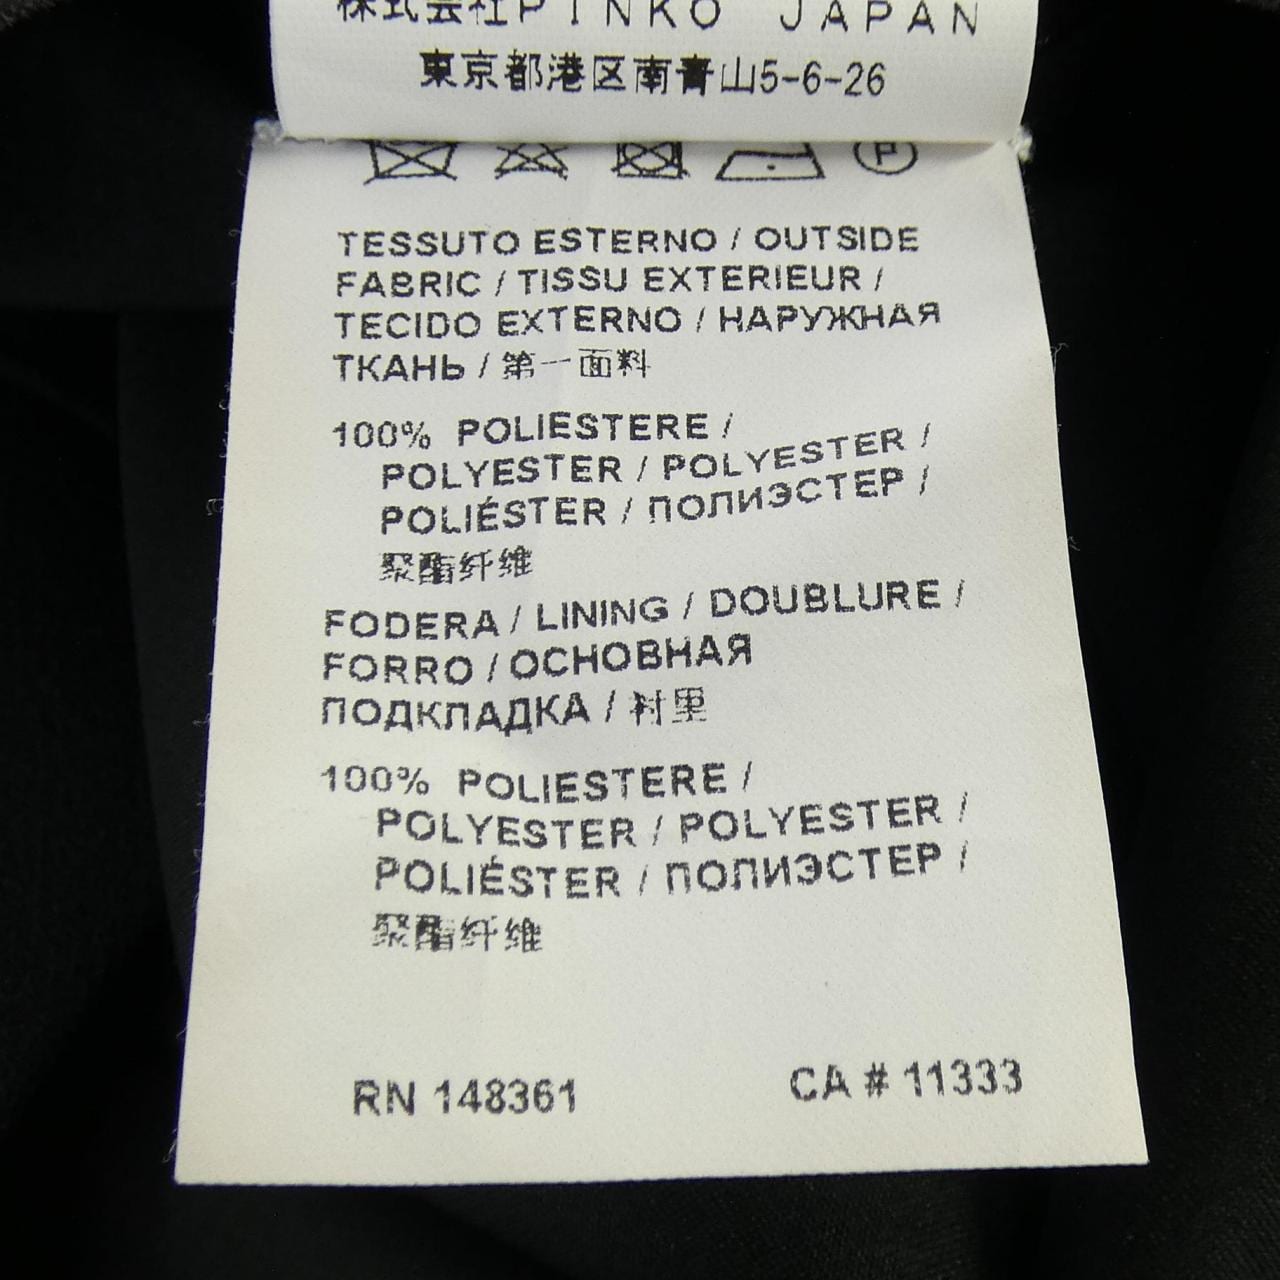 株式会社PINKO JAPAN
東京都港区南青山5-6-26
P
TESSUTO ESTERNO / OUTSIDE
FABRIC / TISSU EXTERIEUR /
TECIDO EXTERNO / НАРУЖНАЯ
ТКАНЬ / 第一面料
100% POLIESTERE /
POLYESTER / POLYESTER /
POLIÉSTER / ПОЛИЭСТЕР /
聚酯纤维
FODERA / LINING / DOUBLURE /
FORRO / ОСНОВНАЯ
ПОДКЛАДКА / 衬里
100% POLIESTERE /
POLYESTER / POLYESTER /
POLIÉSTER / ПОЛИЭСТЕР /
聚酯纤维
RN 148361 CA # 11333